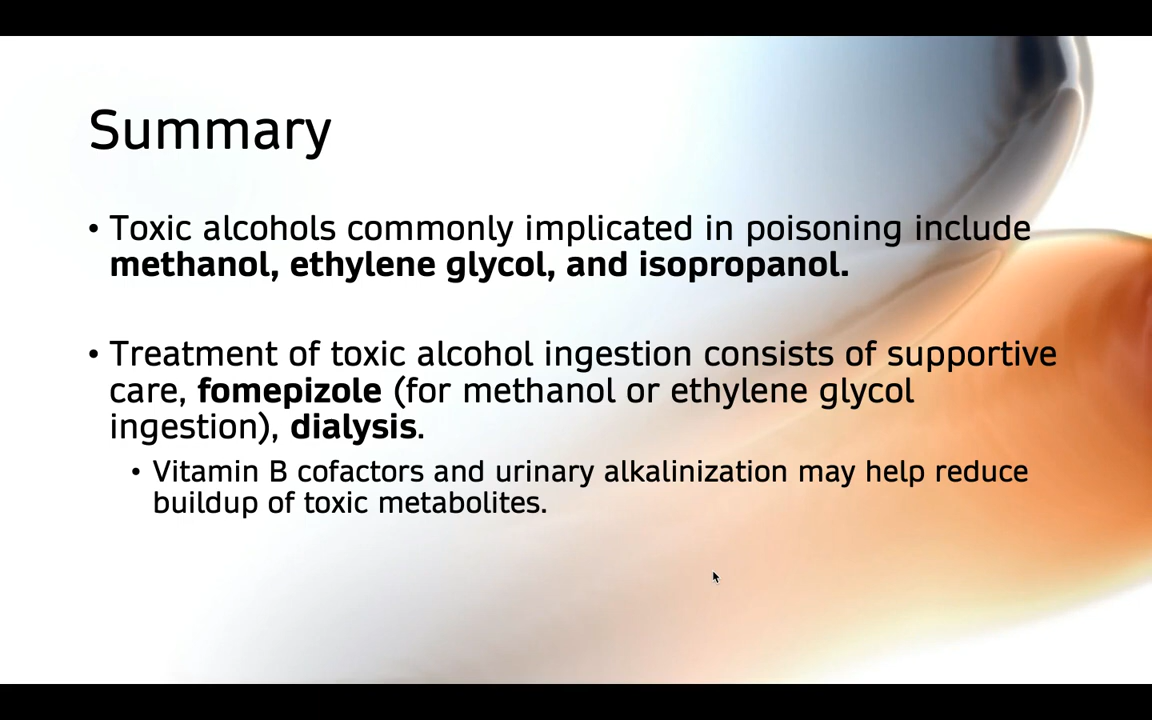 Summary
• Toxic alcohols commonly implicated in poisoning include
methanol, ethylene glycol, and isopropanol.
• Treatment of toxic alcohol ingestion consists of supportive
care, fomepizole (for methanol or ethylene glycol
ingestion), dialysis.
• Vitamin B cofactors and urinary alkalinization may help reduce
buildup of toxic metabolites.